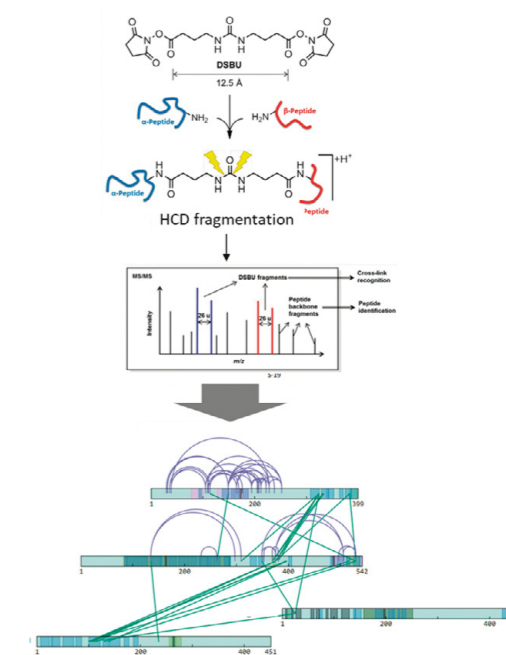 O
N
O
O
O
O
N
H
N
H
O
O
O
N
O
O
DSBU
12.5 Å
α-Peptide
NH₂
H₂N
β-Peptide
α-Peptide
H
N
O
N
H
O
N
H
O
H
N
+H⁺
Peptide
HCD fragmentation
MS/MS
DSBU fragments
Cross-link
recognition
Intensity
26 u
26 u
Peptide
backbone
fragments
Peptide
identification
m/z
1
200
399
1
200
400
542
1
200
400
1
200
400
451